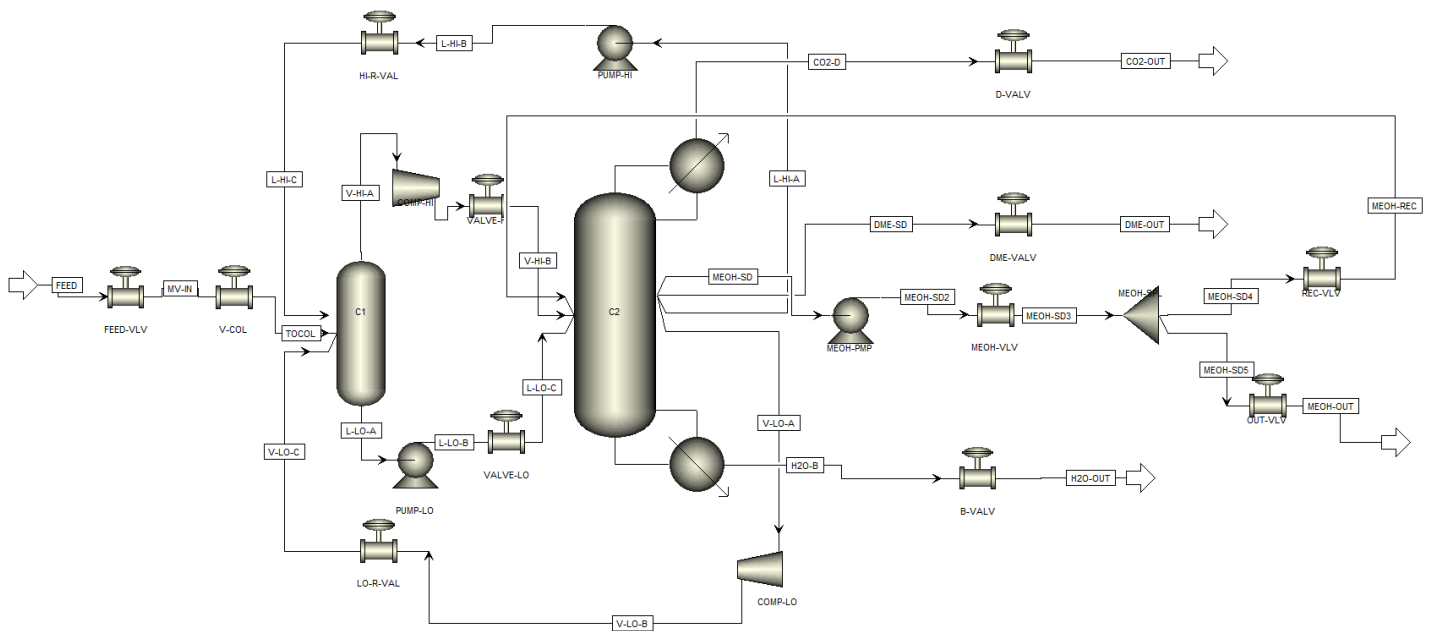 L-HI-B
HI-R-VAL
PUMP-HI
CO2-D
CO2-OUT
D-VALV
L-HI-C
V-HI-A
COMP-HI
VALVE-
L-HI-A
MEOH-REC
DME-SD
DME-OUT
DME-VALV
V-HI-B
MEOH-SD
FEED
MV-IN
FEED-VLV
V-COL
TOCOL
C1
C2
MEOH-SD2
MEOH-PMP
MEOH-SD3
MEOH-VLV
MEOH-SD4
REC-VLV
MEOH-SD5
OUT-VLV
MEOH-OUT
L-LO-C
L-LO-A
L-LO-B
VALVE-LO
PUMP-LO
V-LO-C
V-LO-A
H2O-B
H2O-OUT
B-VALV
LO-R-VAL
COMP-LO
V-LO-B